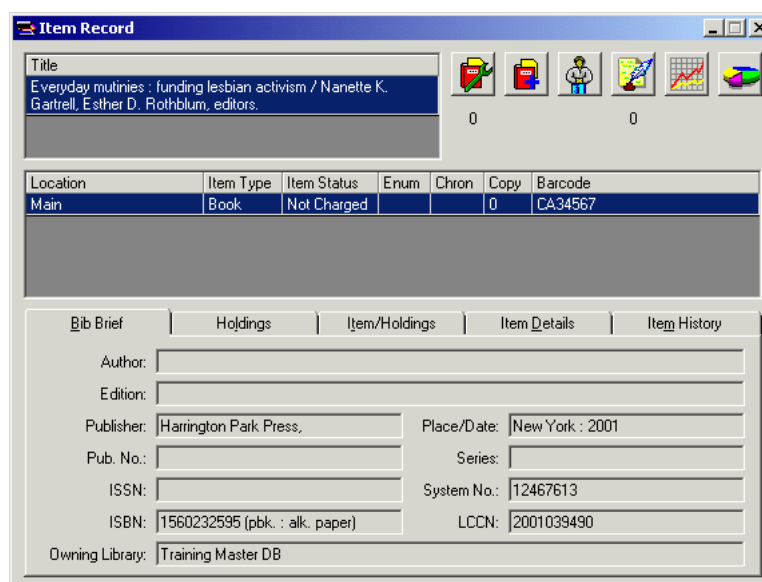 Item Record
Title
Everyday mutinies : funding lesbian activism / Nanette K.
Gartrell, Esther D. Rothblum, editors.
0 0
Location Item Type Item Status Enum Chron Copy Barcode
Main Book Not Charged 0 CA34567
Bib Brief Holdings Item/Holdings Item Details Item History
Author:
Edition:
Publisher: Harrington Park Press, Place/Date: New York : 2001
Pub. No.: Series:
ISSN: System No.: 12467613
ISBN: 1560232595 (pbk. : alk. paper) LCCN: 2001039490
Owning Library: Training Master DB